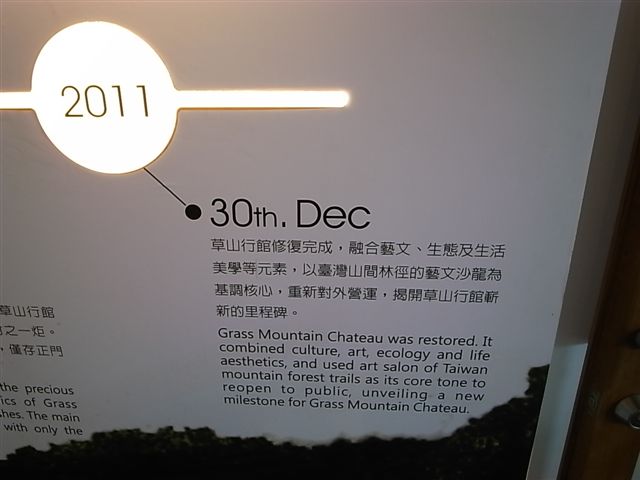 2011
30th. Dec
草山行館修復完成，融合藝文、生態及生活
美學等元素，以臺灣山間林徑的藝文沙龍為
基調核心，重新對外營運，揭開草山行館嶄
新的里程碑。
Grass Mountain Chateau was restored. It
combined culture, art, ecology and life
aesthetics, and used art salon of Taiwan
mountain forest trails as its core tone to
reopen to public, unveiling a new
milestone for Grass Mountain Chateau.
草山行館
之一炬。
，僅存正門
the precious
ics of Grass
hes. The main
with only the